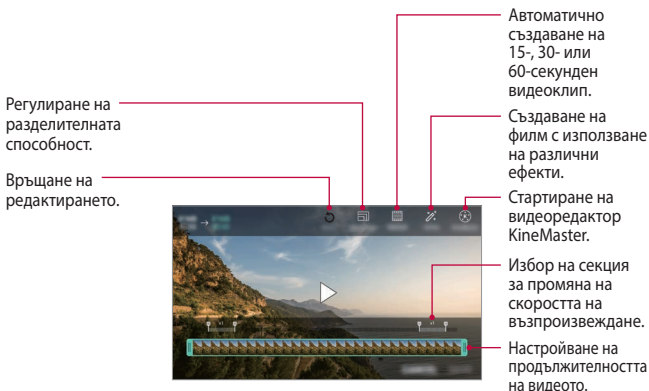 Регулиране на
разделителната
способност.
Връщане на
редактирането.
Автоматично
създаване на
15-, 30- или
60-секунден
видеоклип.
Създаване на
филм с използване
на различни
ефекти.
Стартиране на
видеоредактор
KineMaster.
Избор на секция
за промяна на
скоростта на
възпроизвеждане.
Настройване на
продължителността
на видеото.
x1
x1